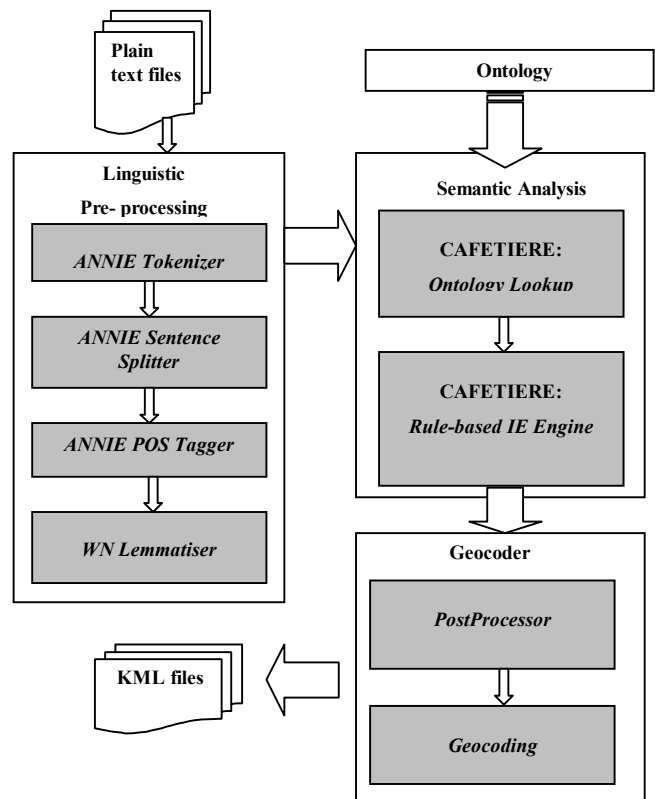 Plain
text files
Ontology
Linguistic
Pre- processing
ANNIE Tokenizer
ANNIE Sentence
Splitter
ANNIE POS Tagger
WN Lemmatiser
Semantic Analysis
CAFETIERE:
Ontology Lookup
CAFETIERE:
Rule-based IE Engine
Geocoder
PostProcessor
Geocoding
KML files